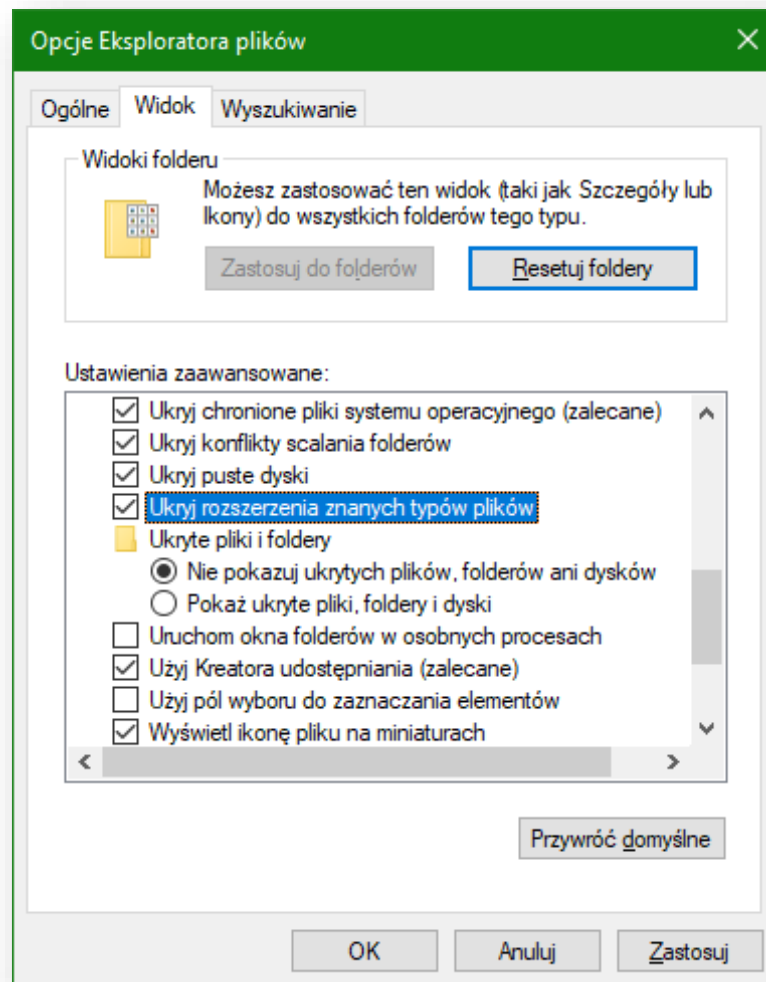 Opcje Eksploratora plików
Ogólne Widok Wyszukiwanie
Widoki folderu
Możesz zastosować ten widok (taki jak Szczegóły lub
Ikony) do wszystkich folderów tego typu.
Zastosuj do folderów Resetuj foldery
Ustawienia zaawansowane:
Ukryj chronione pliki systemu operacyjnego (zalecane)
Ukryj konflikty scalania folderów
Ukryj puste dyski
Ukryj rozszerzenia znanych typów plików
Ukryte pliki i foldery
Nie pokazuj ukrytych plików, folderów ani dysków
Pokaż ukryte pliki, foldery i dyski
Uruchom okna folderów w osobnych procesach
Użyj Kreatora udostępniania (zalecane)
Użyj pól wyboru do zaznaczania elementów
Wyświetl ikonę pliku na miniaturach
Przywróć domyślne
OK Anuluj Zastosuj